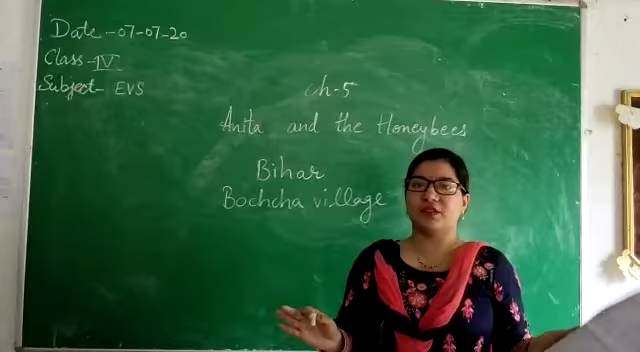 Date -07-07-20
Class-IV
Subject- EVS
Ch-5
Anita and the Honeybees
Bihar
Bochcha village